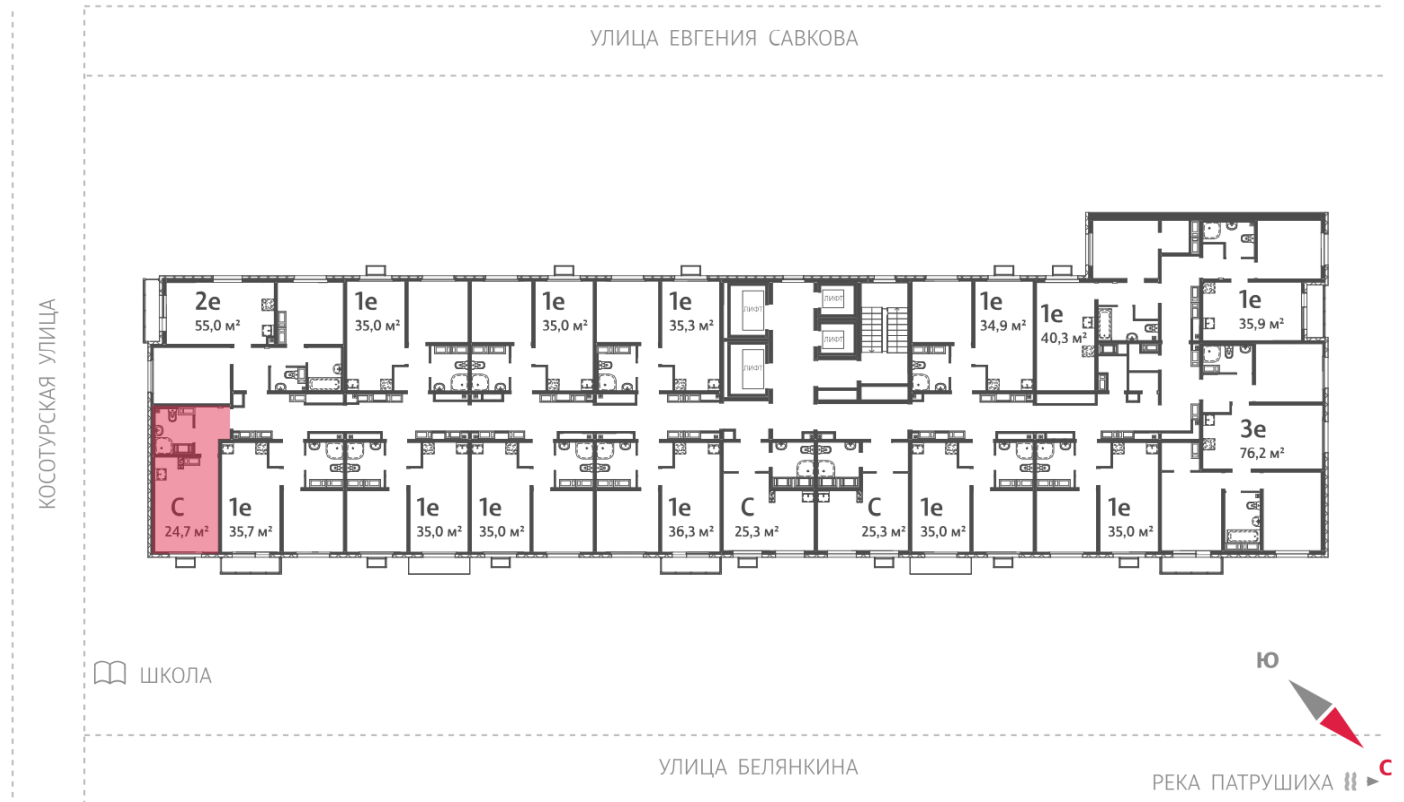 УЛИЦА ЕВГЕНИЯ САВКОВА
КОСОТУРСКАЯ УЛИЦА
2е
55,0 м²
1е
35,0 м²
1е
35,0 м²
1е
35,3 м²
ЛИФТ
ЛИФТ
ЛИФТ
ЛИФТ
1е
34,9 м²
1е
40,3 м²
1е
35,9 м²
3е
76,2 м²
С
24,7 м²
1е
35,7 м²
1е
35,0 м²
1е
35,0 м²
1е
36,3 м²
С
25,3 м²
С
25,3 м²
1е
35,0 м²
1е
35,0 м²
ШКОЛА
Ю
С
УЛИЦА БЕЛЯНКИНА
РЕКА ПАТРУШИХА